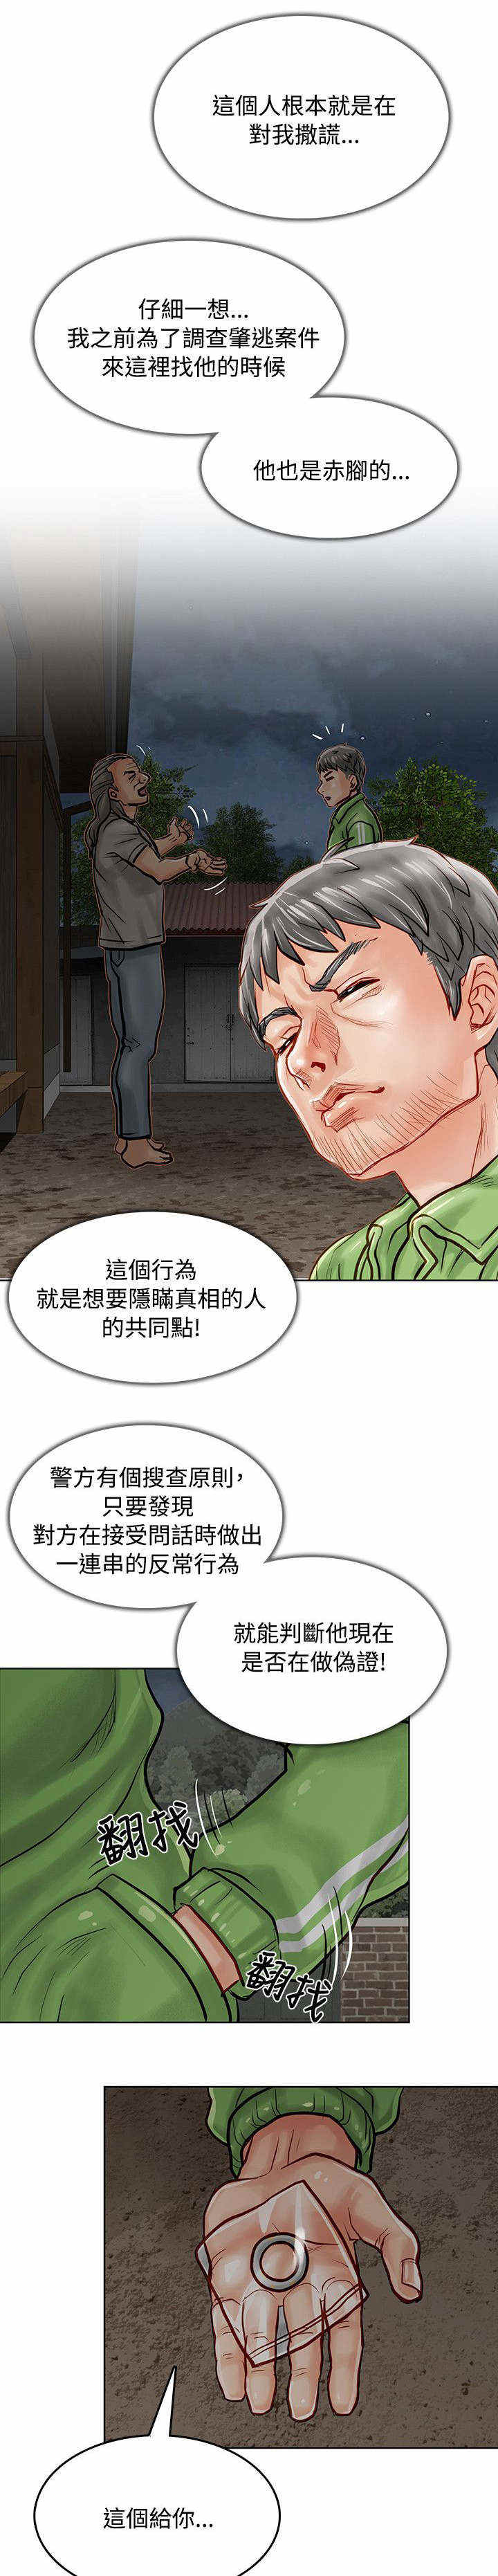 這個人根本就是在
對我撒謊...
仔細一想...
我之前為了調查肇逃案件
來這裡找他的時候
他也是赤腳的...
這個行為
就是想要隱瞞真相的人
的共同點!
警方有個搜查原則，
只要發現
對方在接受問話時做出
一連串的反常行為
就能判斷他現在
是否在做偽證!
翻找
翻找
這個給你...